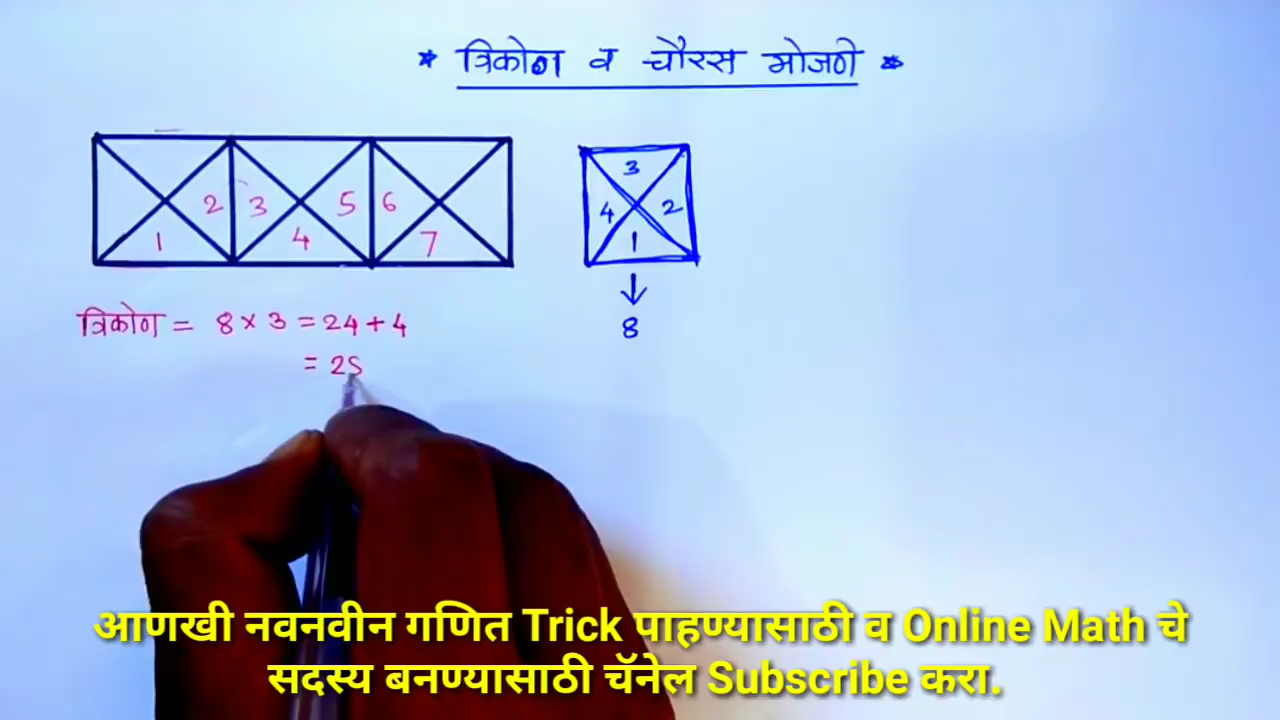 * त्रिकोण व चौरस मोजणे *
2 3 5 6
1 4 7
3
4 2
1
त्रिकोण = 8 × 3 = 24 + 4
↓
8
= 2S
आणखी नवनवीन गणित Trick पाहण्यासाठी व Online Math चे
सदस्य बनण्यासाठी चॅनेल Subscribe करा.